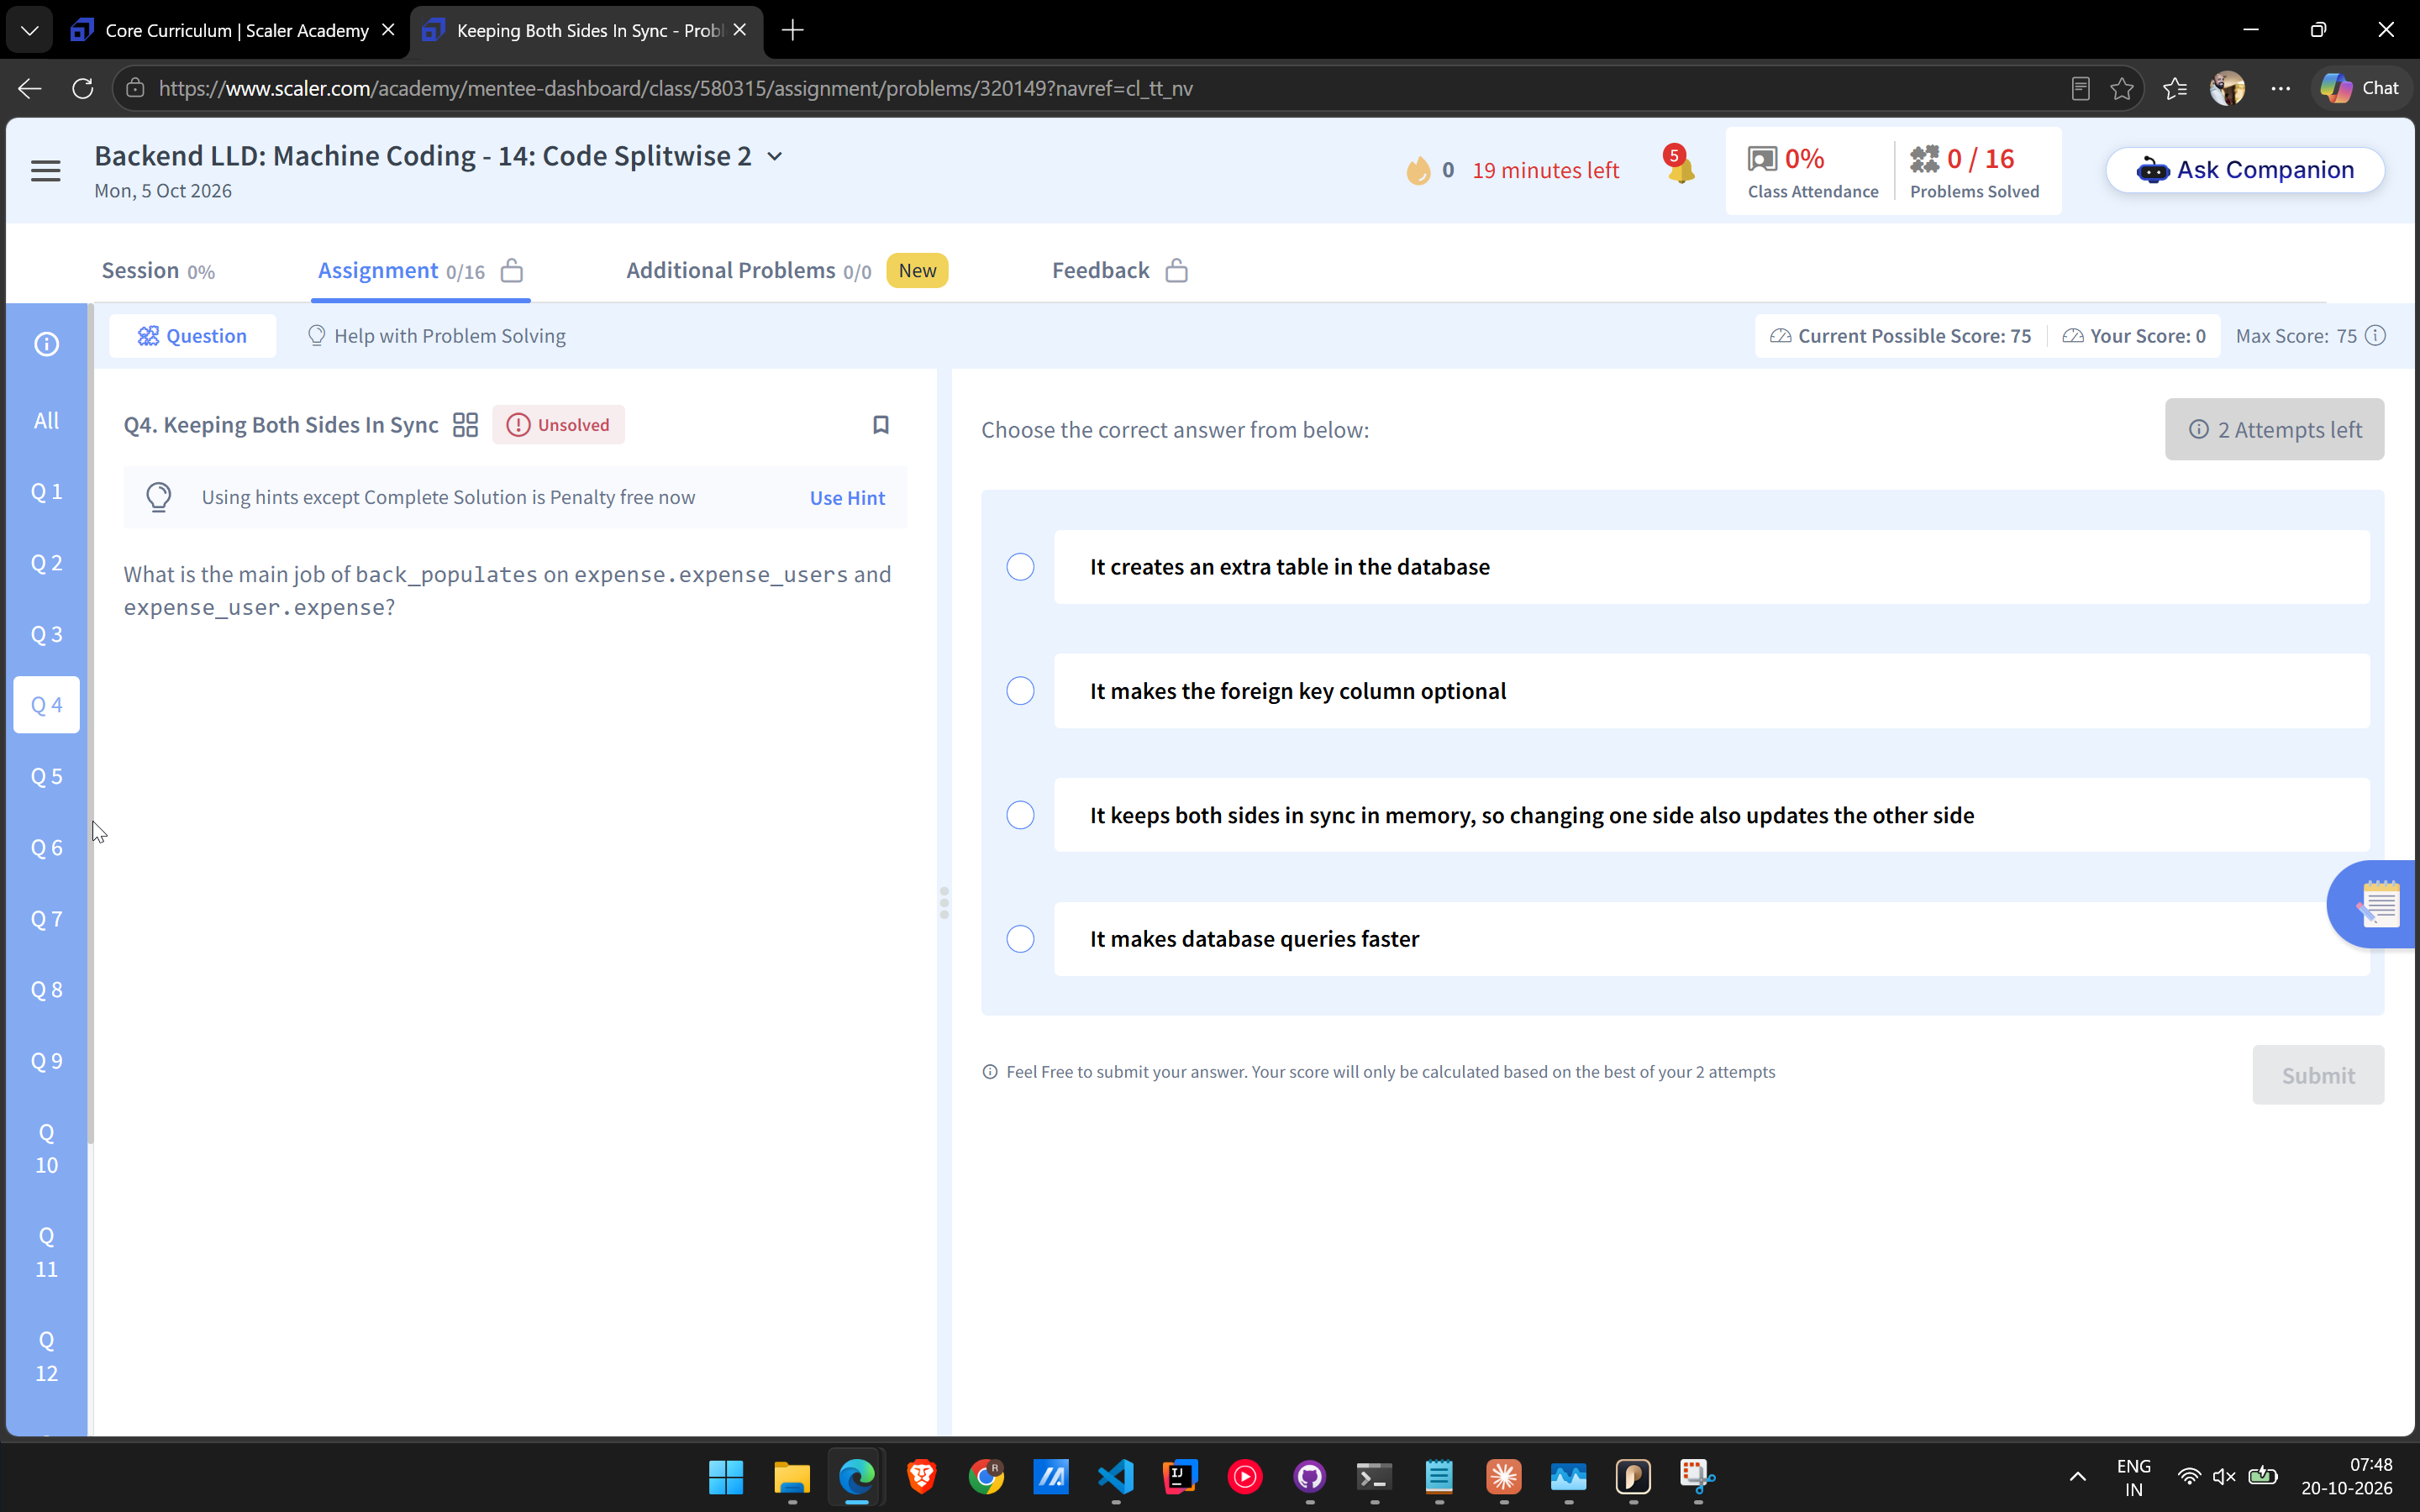 Core Curriculum | Scaler Academy
Keeping Both Sides In Sync - Prob
https://www.scaler.com/academy/mentee-dashboard/class/580315/assignment/problems/320149?navref=cl_tt_nv
Chat
Backend LLD: Machine Coding - 14: Code Splitwise 2
Mon, 5 Oct 2026
0
19 minutes left
5
0%
Class Attendance
0 / 16
Problems Solved
Ask Companion
Session 0%
Assignment 0/16
Additional Problems 0/0 New
Feedback
Question
Help with Problem Solving
Current Possible Score: 75
Your Score: 0
Max Score: 75
All
Q 1
Q 2
Q 3
Q 4
Q 5
Q 6
Q 7
Q 8
Q 9
Q
10
Q
11
Q
12
Q4. Keeping Both Sides In Sync
Unsolved
Using hints except Complete Solution is Penalty free now
Use Hint
What is the main job of back_populates on expense.expense_users and
expense_user.expense?
Choose the correct answer from below:
2 Attempts left
It creates an extra table in the database
It makes the foreign key column optional
It keeps both sides in sync in memory, so changing one side also updates the other side
It makes database queries faster
Feel Free to submit your answer. Your score will only be calculated based on the best of your 2 attempts
Submit
R
IJ
ENG
IN
07:48
20-10-2026